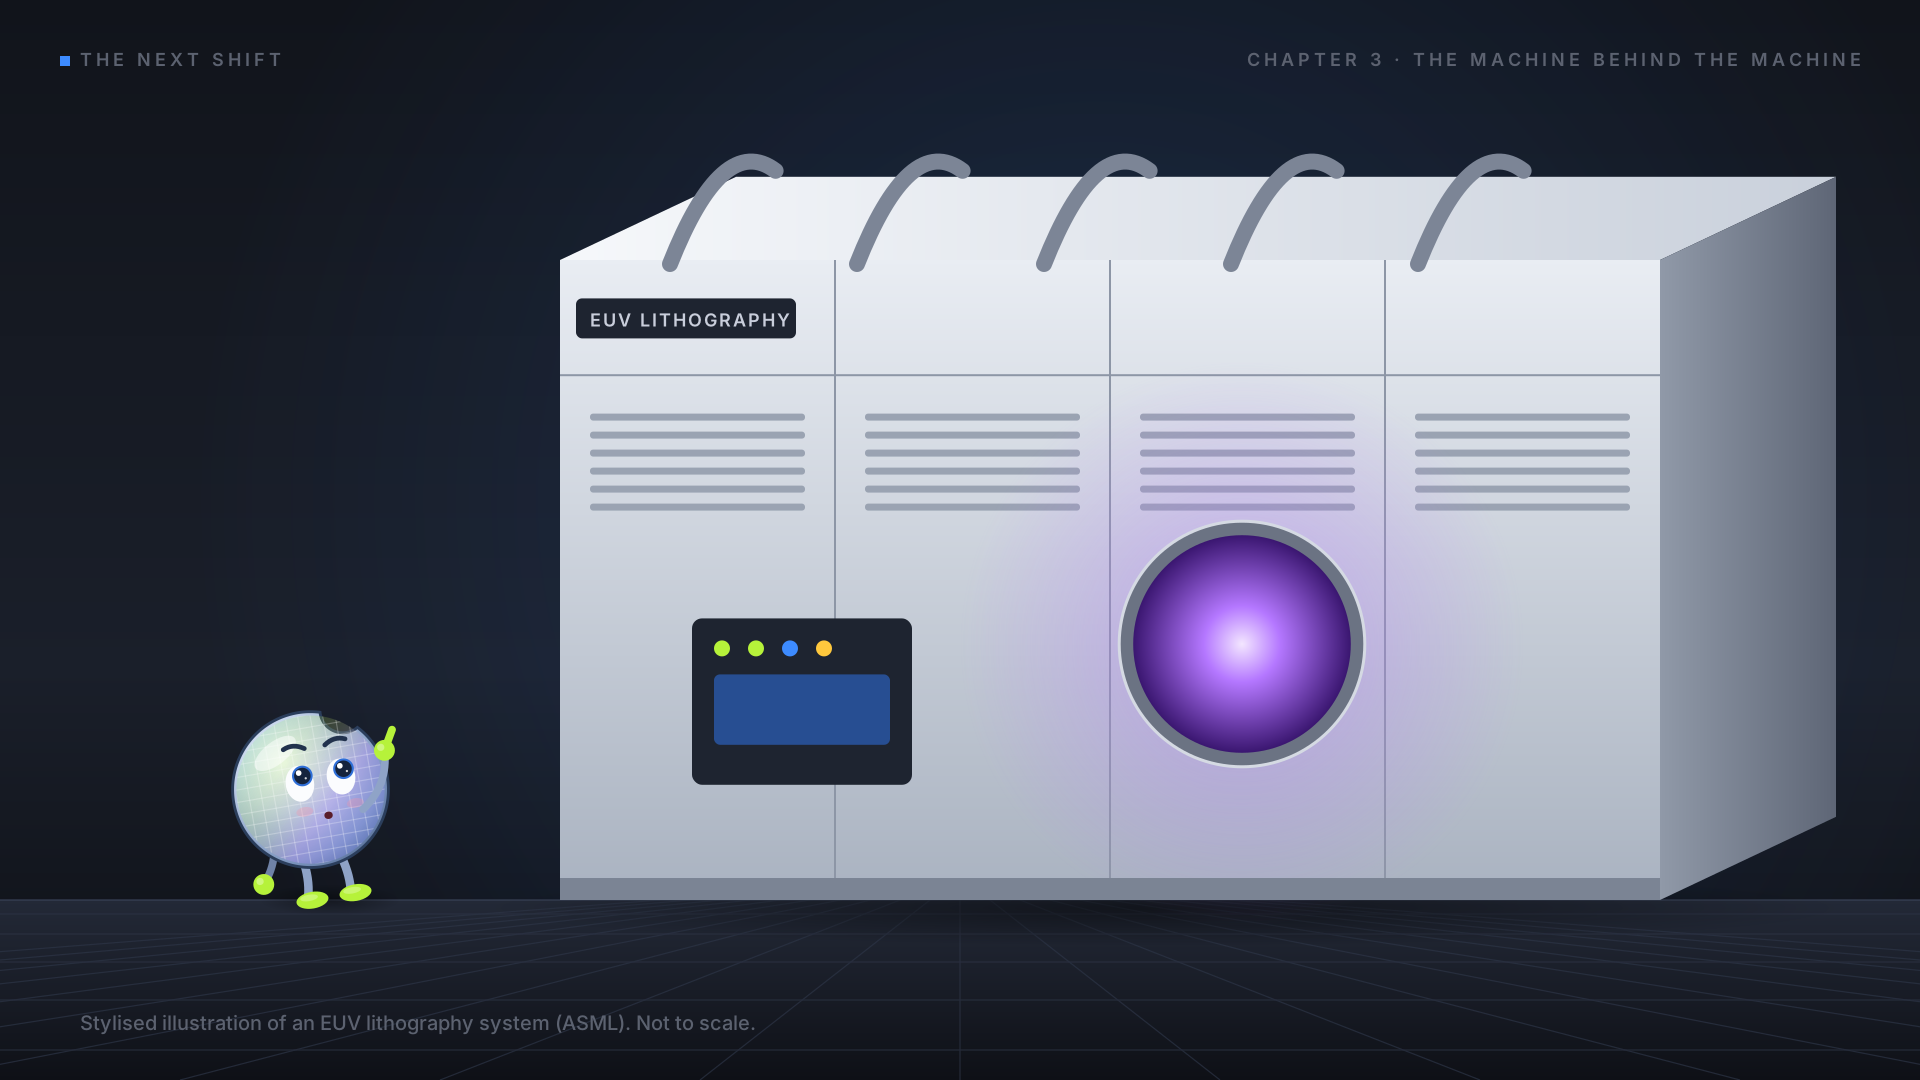 THE NEXT SHIFT
CHAPTER 3 · THE MACHINE BEHIND THE MACHINE
EUV LITHOGRAPHY
Stylised illustration of an EUV lithography system (ASML). Not to scale.